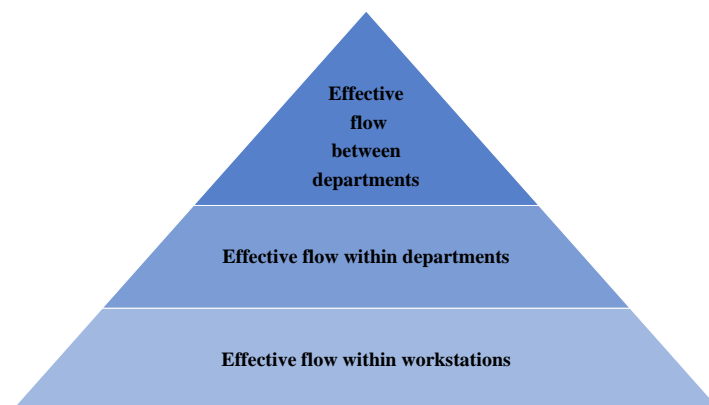 Effective
flow
between
departments
Effective flow within departments
Effective flow within workstations